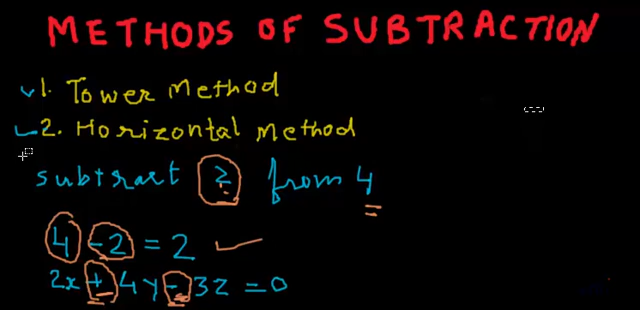 METHODS OF SUBTRACTION
1. Tower Method
2. Horizontal Method
subtract 2 from 4
4 - 2 = 2
2x + 4y - 3z = 0